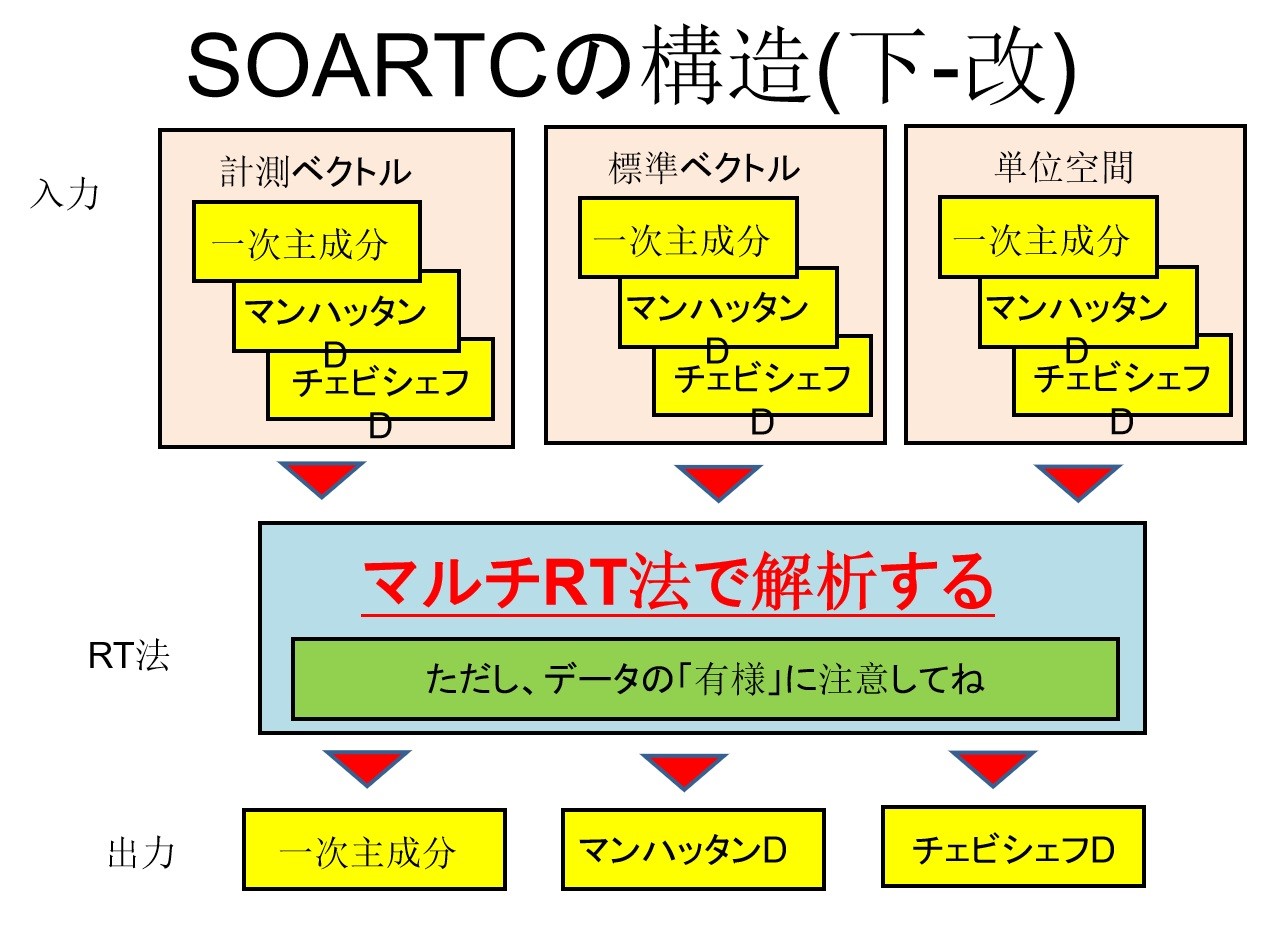 SOARTCの構造(下-改)
入力
計測ベクトル
一次主成分
マンハッタン
D
チェビシェフ
D
標準ベクトル
一次主成分
マンハッタン
D
チェビシェフ
D
単位空間
一次主成分
マンハッタン
D
チェビシェフ
D
RT法
マルチRT法で解析する
ただし、データの「有様」に注意してね
出力
一次主成分
マンハッタンD
チェビシェフD